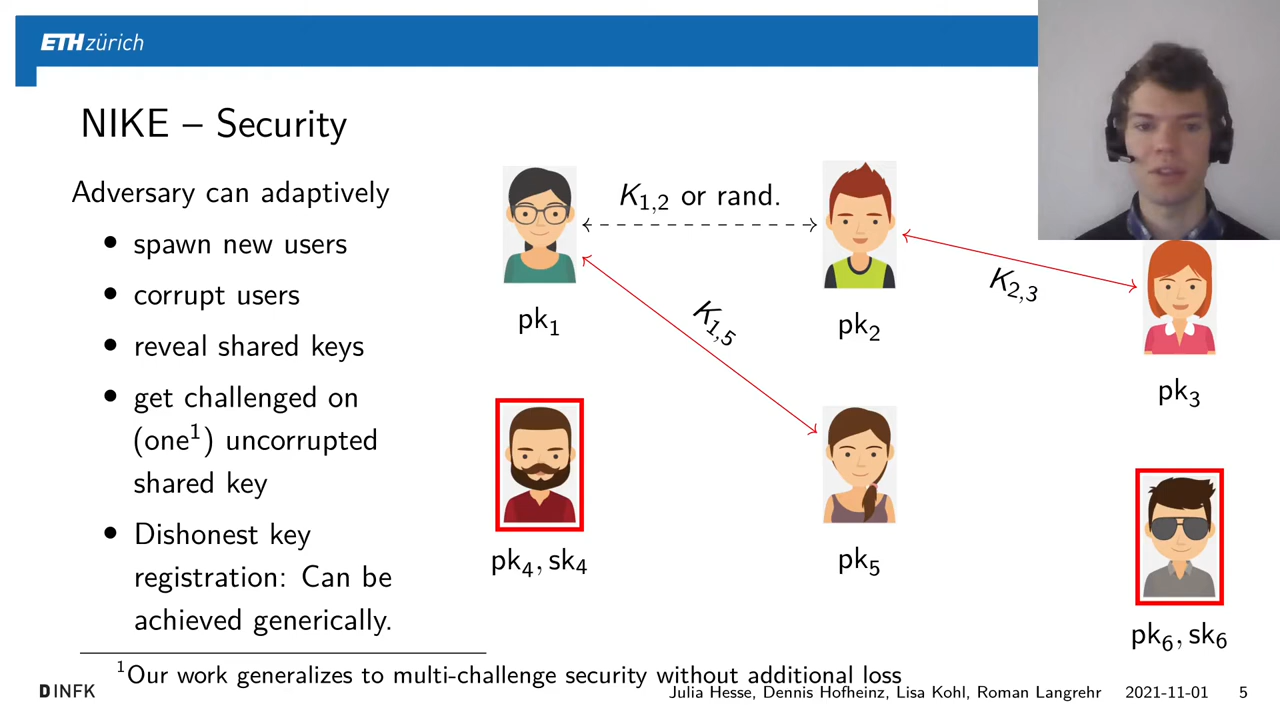 ETH zürich
NIKE – Security
Adversary can adaptively
• spawn new users
• corrupt users
• reveal shared keys
• get challenged on
(one¹) uncorrupted
shared key
• Dishonest key
registration: Can be
achieved generically.
K₁,₂ or rand.
K₂,₃
K₁,₅
pk₁
pk₂
pk₃
pk₄, sk₄
pk₅
pk₆, sk₆
¹Our work generalizes to multi-challenge security without additional loss
D INFK
Julia Hesse, Dennis Hofheinz, Lisa Kohl, Roman Langrehr 2021-11-01 5